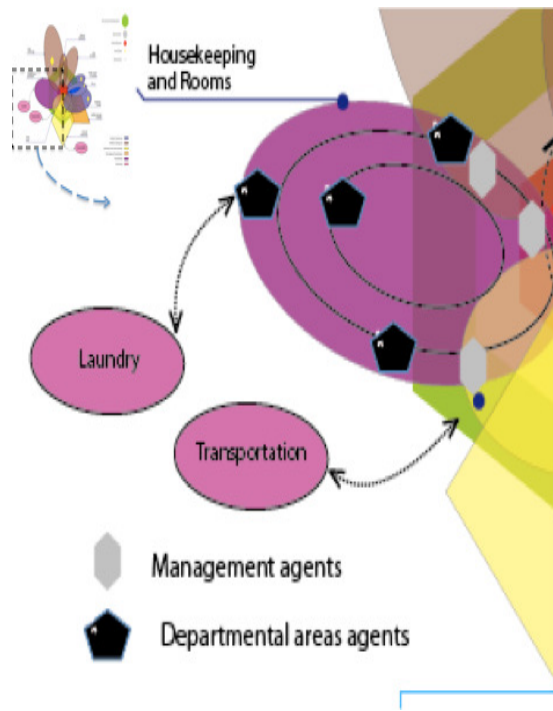 Housekeeping
and Rooms
Laundry
Transportation
Management agents
Departmental areas agents